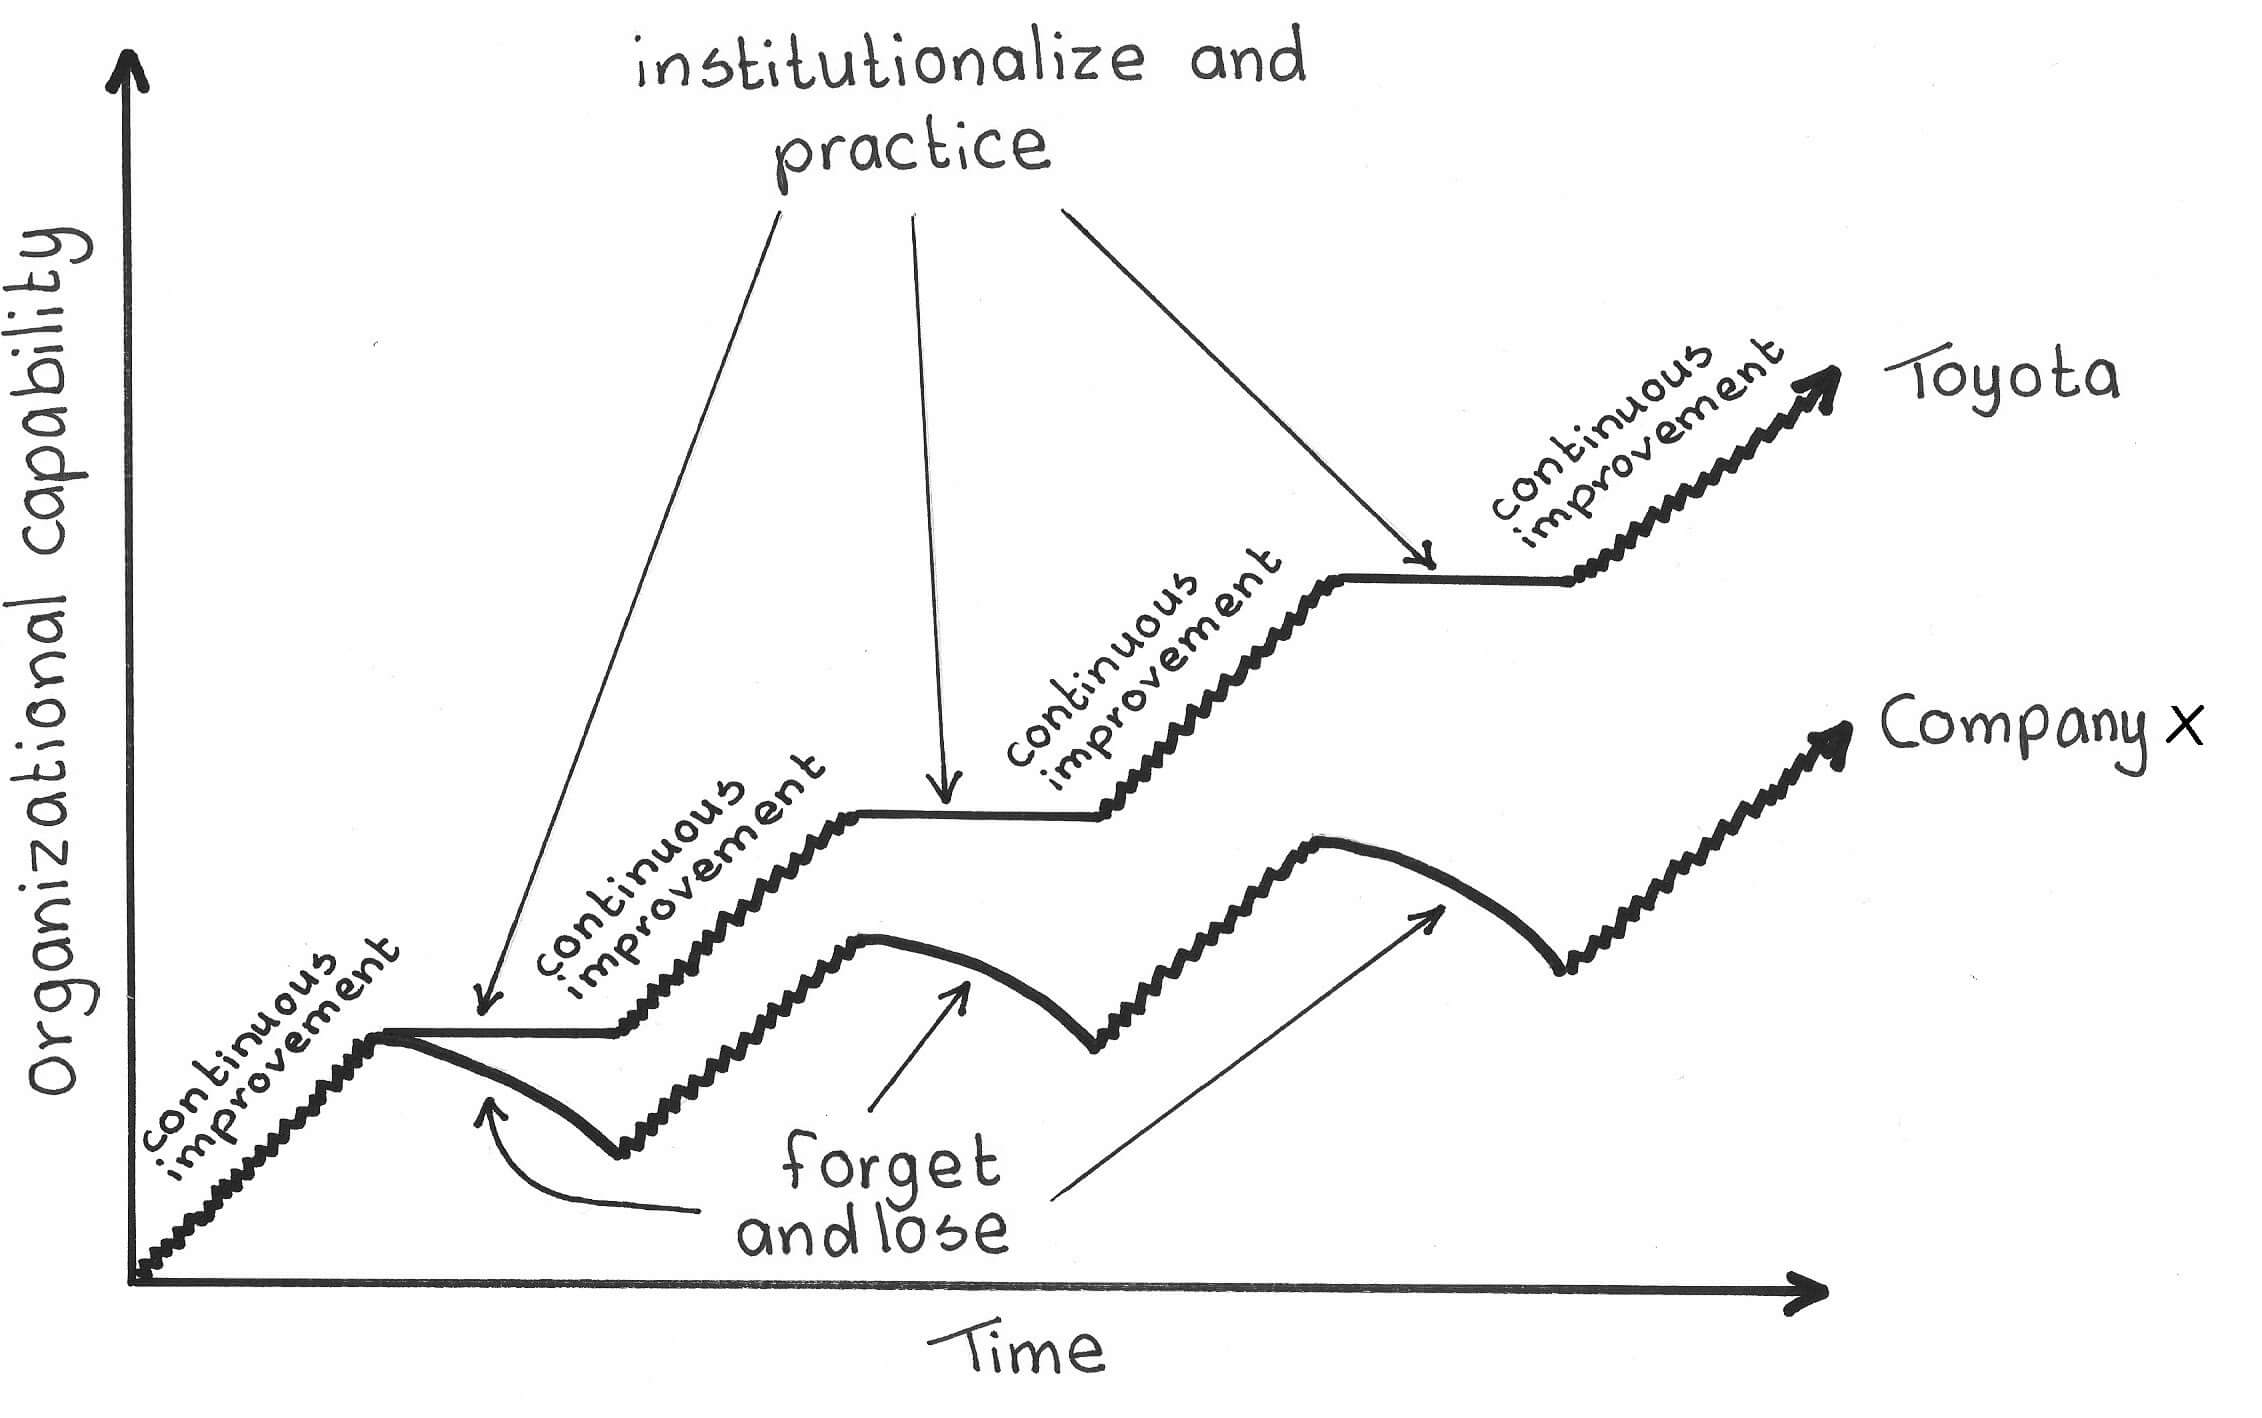 institutionalize and
practice
Organizational capability
continuous
improvement
continuous
improvement
continuous
improvement
continuous
improvement
Toyota
Company X
forget
and lose
Time